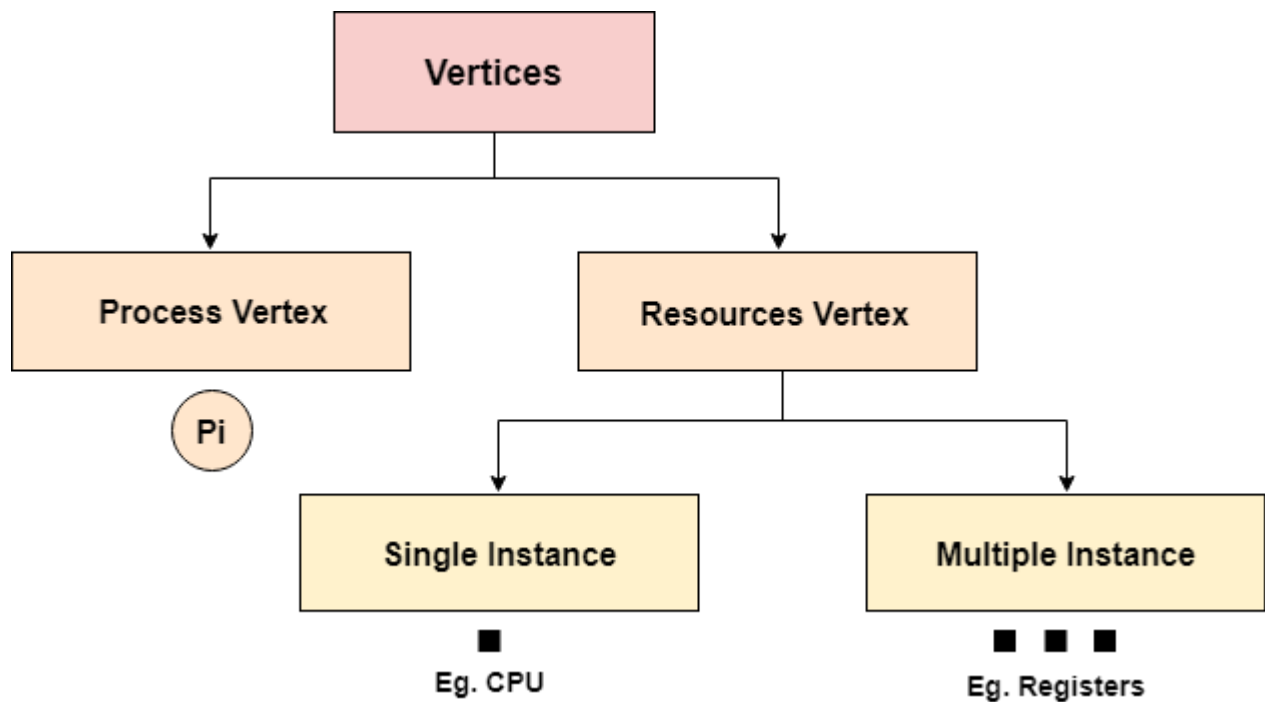 Vertices
Process Vertex
Resources Vertex
Pi
Single Instance
Multiple Instance
Eg. CPU
Eg. Registers